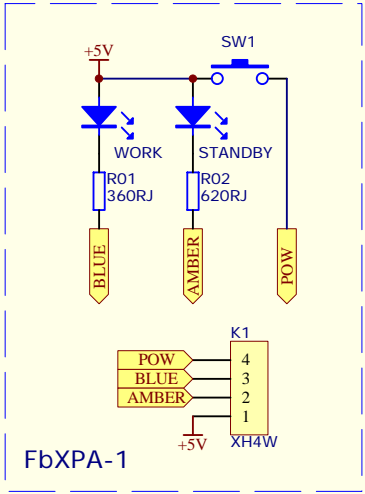 SW1
+5V
WORK
STANDBY
R01
360RJ
R02
620RJ
BLUE
AMBER
POW
K1
POW 4
BLUE 3
AMBER 2
1
+5V
XH4W
FbXPA-1